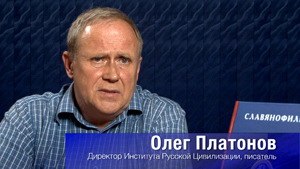 СЛАВЯНОФИЛ
Олег Платонов
Директор Института Русской Цивилизации, писатель